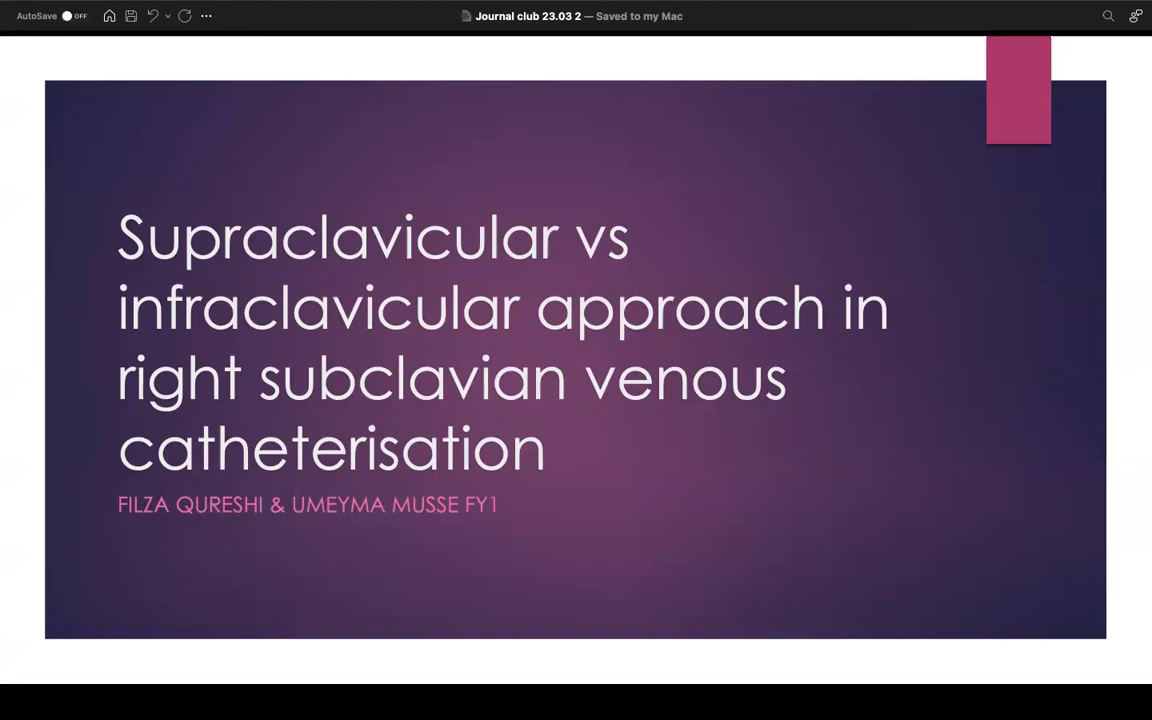 AutoSave OFF
Journal club 23.03 2 — Saved to my Mac
Supraclavicular vs
infraclavicular approach in
right subclavian venous
catheterisation
FILZA QURESHI & UMEYMA MUSSE FY1